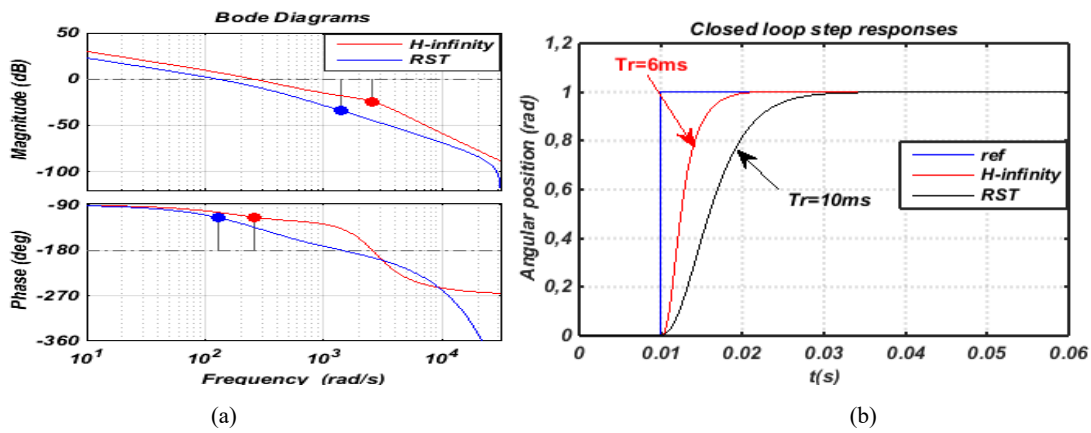 Bode Diagrams
Magnitude (dB)
50
0
-50
-100
H-infinity
RST
Phase (deg)
-90
-180
-270
-360
10^1 10^2 10^3 10^4
Frequency (rad/s)
(a)
Closed loop step responses
Angular position (rad)
1,2
1
0,8
0,6
0,4
0,2
0
Tr=6ms
Tr=10ms
ref
H-infinity
RST
0 0.01 0.02 0.03 0.04 0.05 0.06
t(s)
(b)